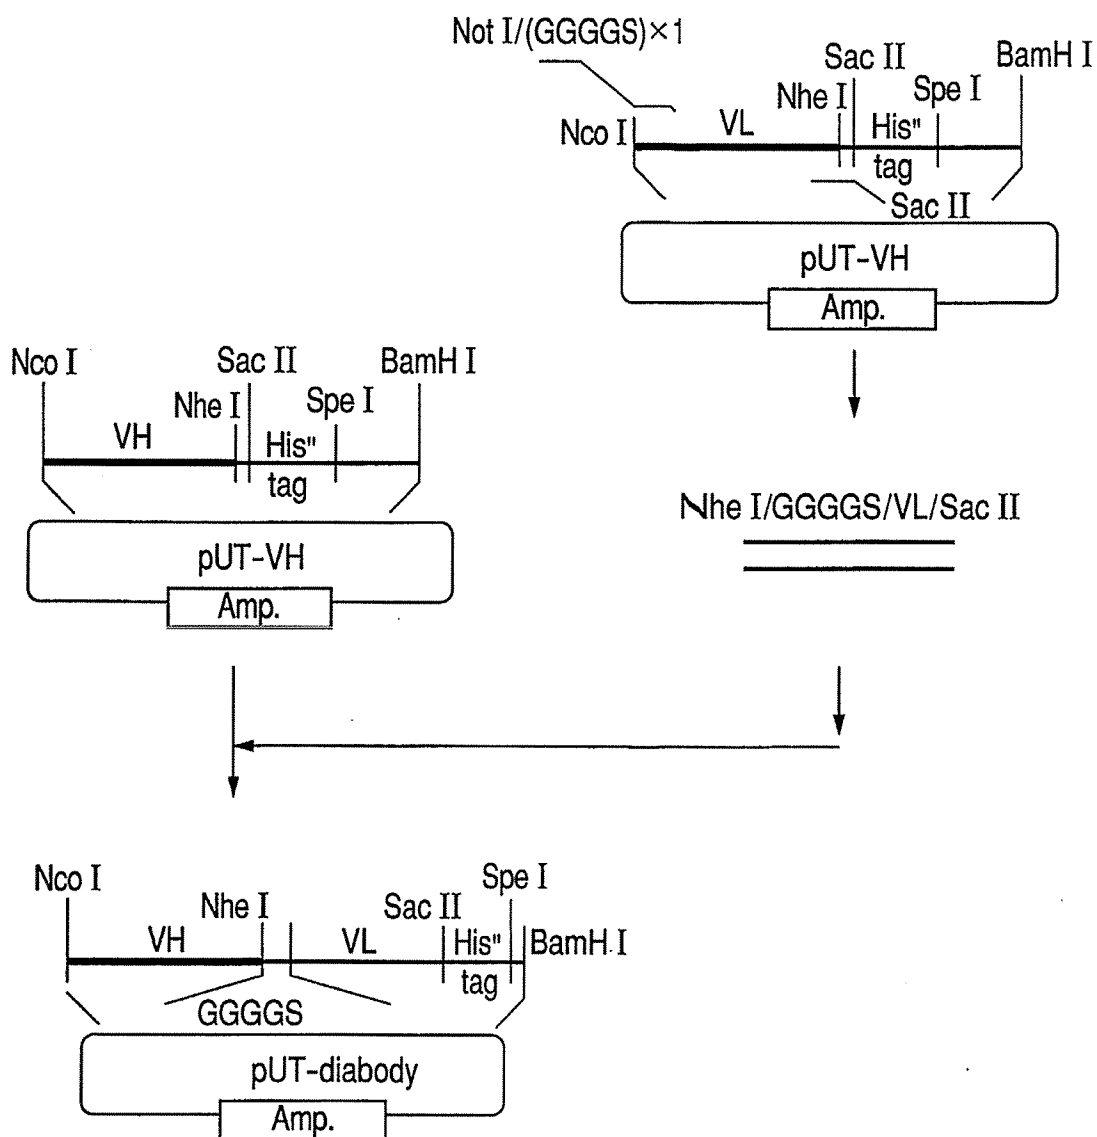 Not I/(GGGGS)×1
Sac II
BamH I
Nhe I
Spe I
Nco I
VL
His"
tag
Sac II
pUT-VH
Amp.
Nco I
Sac II
BamH I
Nhe I
Spe I
VH
His"
tag
pUT-VH
Amp.
Nhe I/GGGGS/VL/Sac II
Nco I
Spe I
Nhe I
Sac II
VH
VL
His"
BamH I
tag
GGGGS
pUT-diabody
Amp.